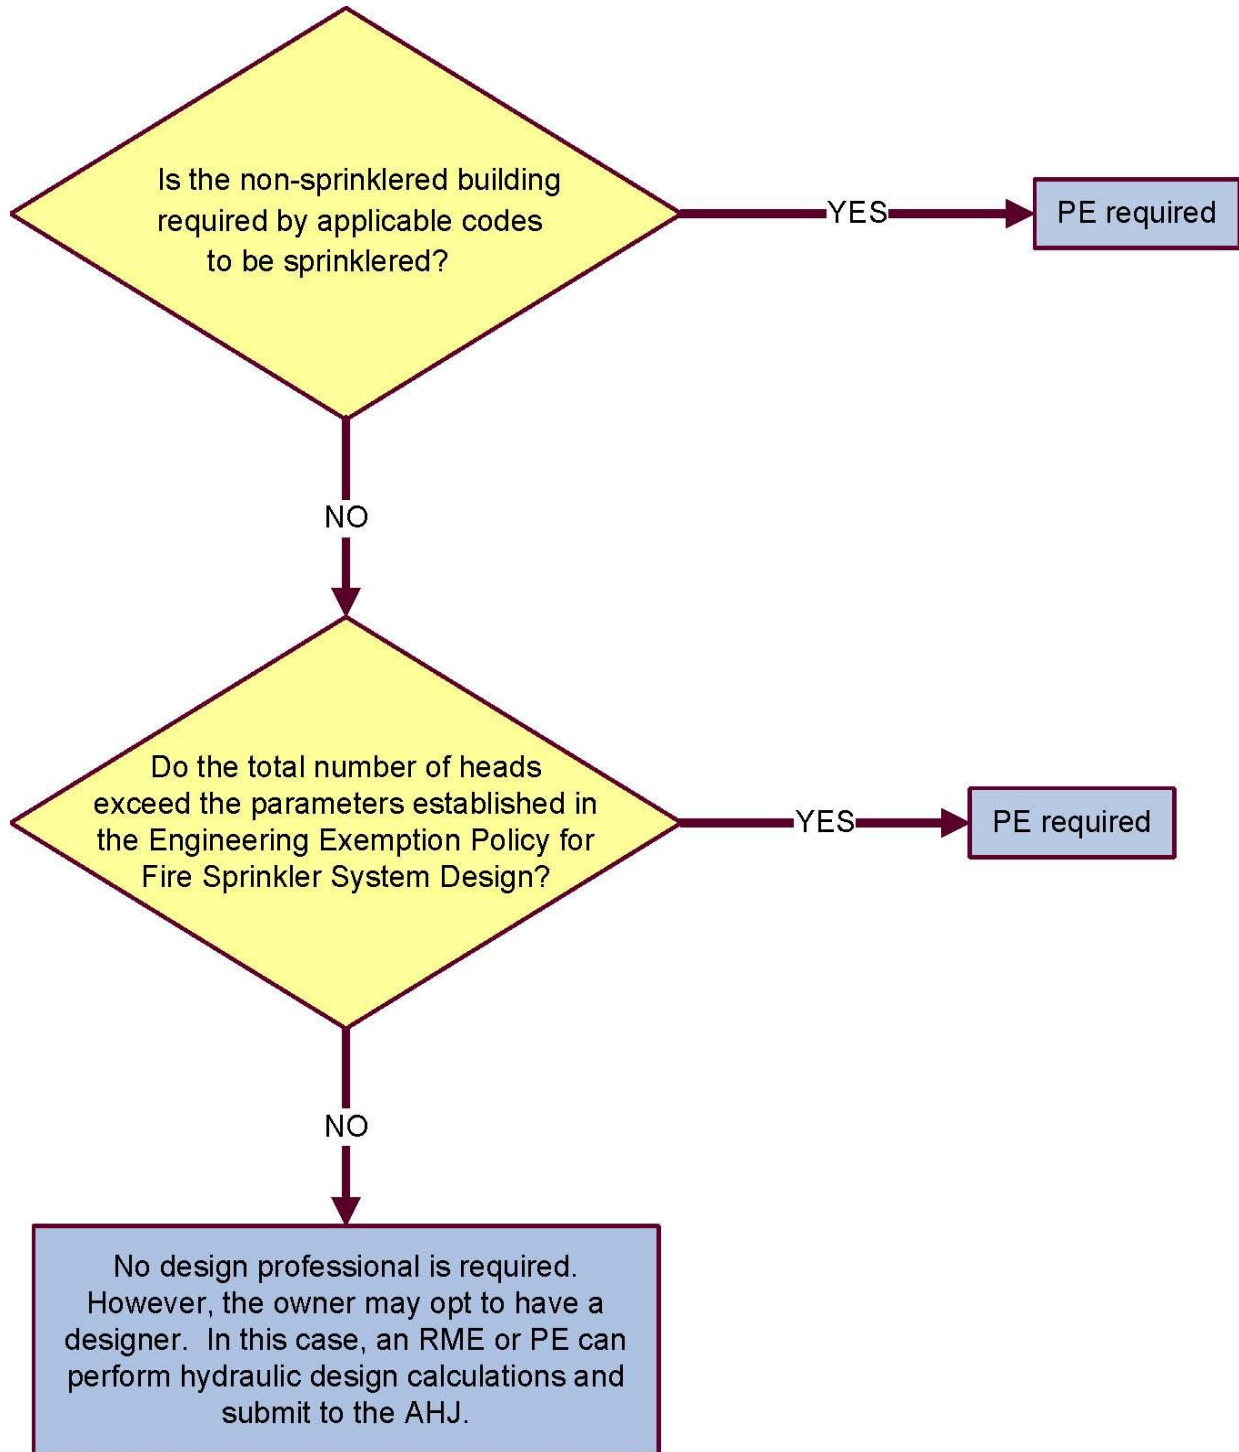 Is the non-sprinklered building
required by applicable codes
to be sprinklered?
YES
PE required
NO
Do the total number of heads
exceed the parameters established in
the Engineering Exemption Policy for
Fire Sprinkler System Design?
YES
PE required
NO
No design professional is required.
However, the owner may opt to have a
designer.  In this case, an RME or PE can
perform hydraulic design calculations and
submit to the AHJ.